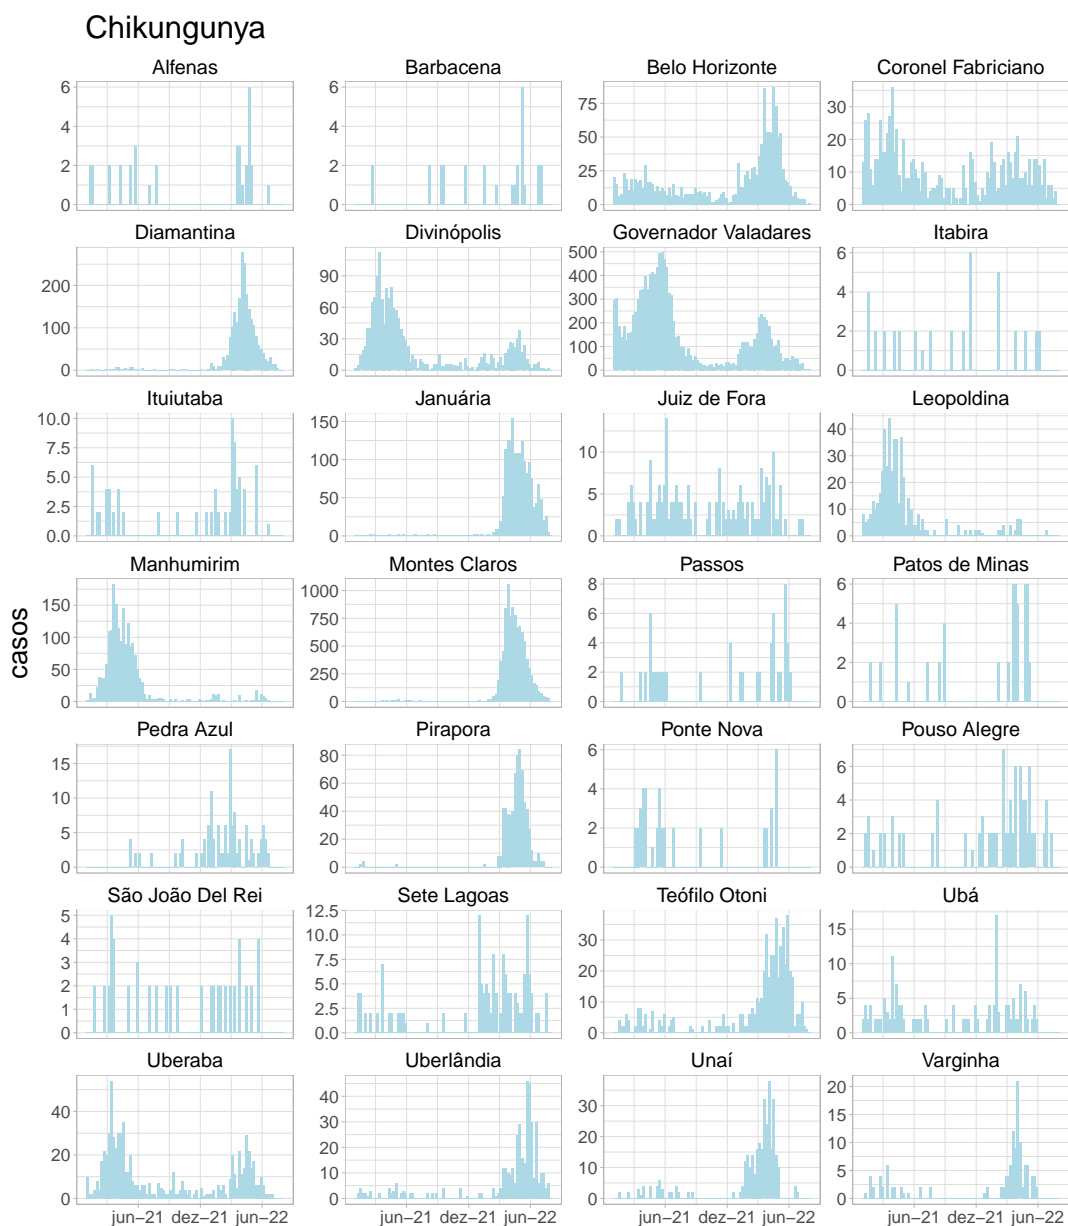 Chikungunya
Alfenas Barbacena Belo Horizonte Coronel Fabriciano
6 4 2 0
6 4 2 0
75 50 25 0
30 20 10 0
Diamantina Divinópolis Governador Valadares Itabira
200 100 0
90 60 30 0
500 400 300 200 100 0
6 4 2 0
Ituiutaba Januária Juiz de Fora Leopoldina
10.0 7.5 5.0 2.5 0.0
150 100 50 0
10 5 0
40 30 20 10 0
Manhumirim Montes Claros Passos Patos de Minas
150 100 50 0
1000 750 500 250 0
8 6 4 2 0
6 4 2 0
casos
Pedra Azul Pirapora Ponte Nova Pouso Alegre
15 10 5 0
80 60 40 20 0
6 4 2 0
6 4 2 0
São João Del Rei Sete Lagoas Teófilo Otoni Ubá
5 4 3 2 1 0
12.5 10.0 7.5 5.0 2.5 0.0
30 20 10 0
15 10 5 0
Uberaba Uberlândia Unaí Varginha
40 20 0
40 30 20 10 0
30 20 10 0
20 15 10 5 0
jun–21 dez–21 jun–22 jun–21 dez–21 jun–22 jun–21 dez–21 jun–22 jun–21 dez–21 jun–22